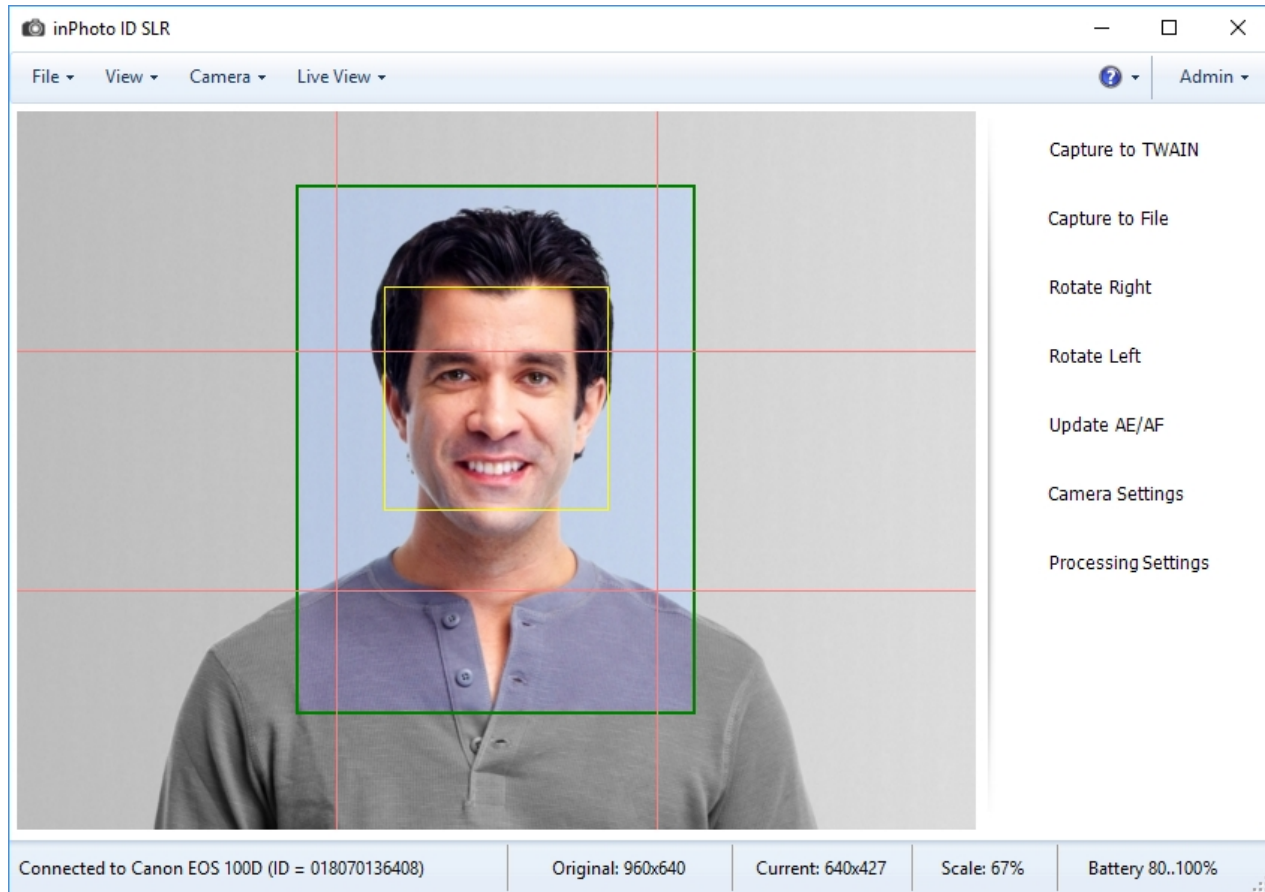 inPhoto ID SLR
File View Camera Live View ? Admin
Capture to TWAIN
Capture to File
Rotate Right
Rotate Left
Update AE/AF
Camera Settings
Processing Settings
Connected to Canon EOS 100D (ID = 018070136408) Original: 960x640 Current: 640x427 Scale: 67% Battery 80..100%